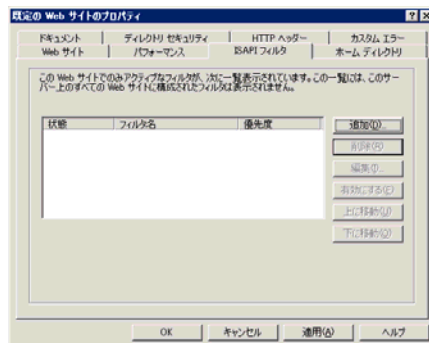 既定の Web サイトのプロパティ
ドキュメント ディレクトリ セキュリティ HTTP ヘッダー カスタム エラー
Web サイト パフォーマンス ISAPI フィルタ ホーム ディレクトリ
この Web サイトでのみアクティブなフィルタが、次に一覧表示されています。この一覧には、このサー
バー上のすべての Web サイトに構成されたフィルタは表示されません。
状態 フィルタ名 優先度
追加(D)...
削除(R)
編集(I)...
有効にする(E)
上に移動(U)
下に移動(O)
OK キャンセル 適用(A) ヘルプ